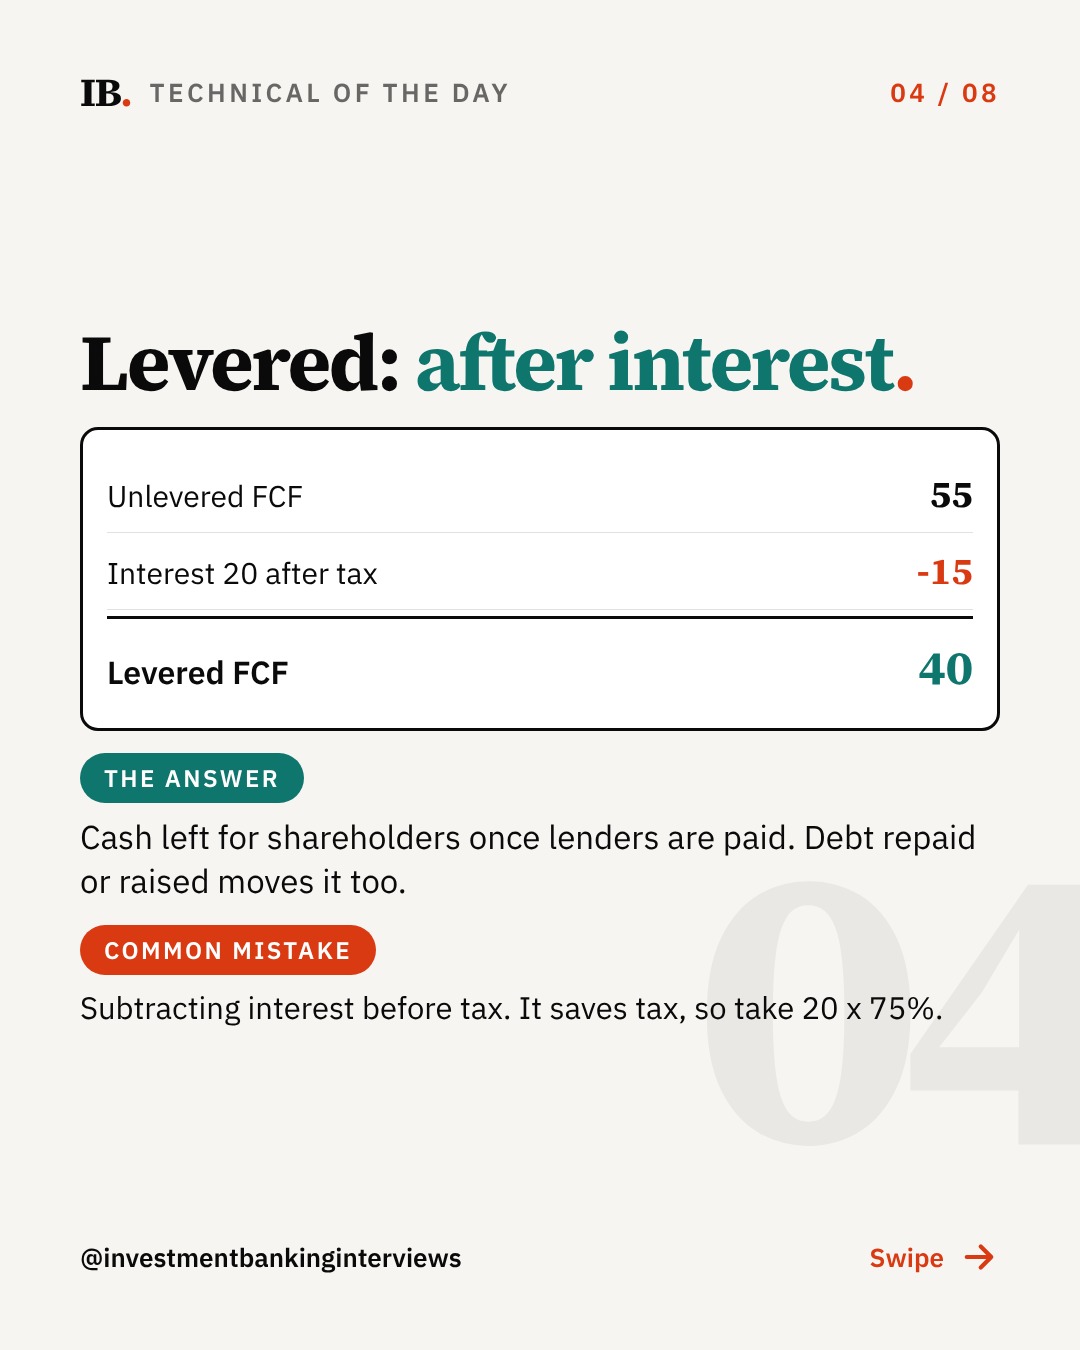 IB. TECHNICAL OF THE DAY
04 / 08
Levered: after interest.
Unlevered FCF 55
Interest 20 after tax -15
Levered FCF 40
THE ANSWER
Cash left for shareholders once lenders are paid. Debt repaid
or raised moves it too.
COMMON MISTAKE
Subtracting interest before tax. It saves tax, so take 20 x 75%.
04
@investmentbankinginterviews
Swipe →